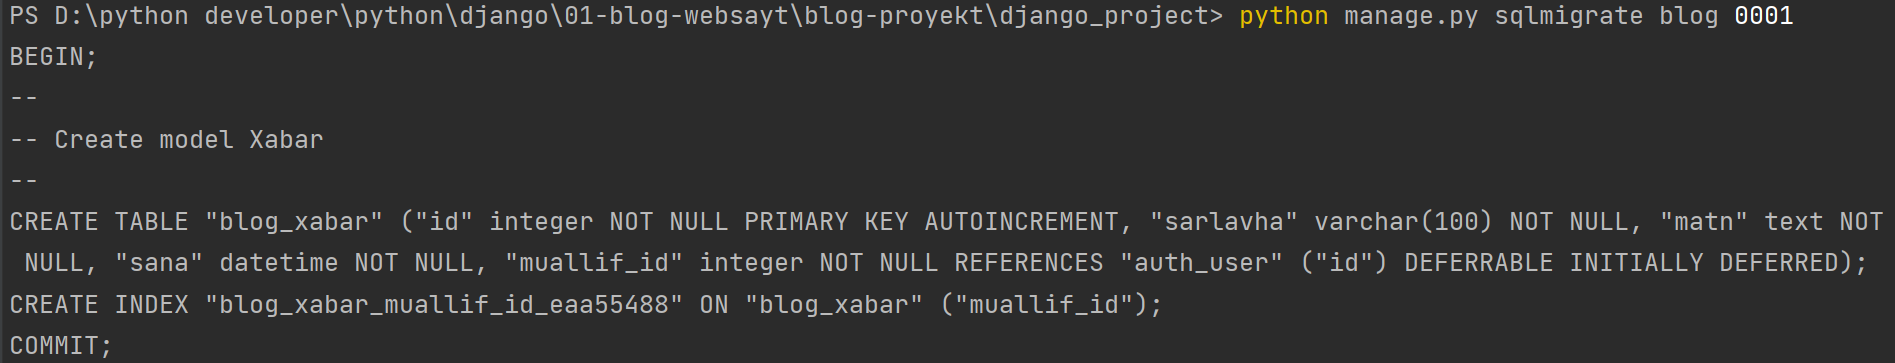 PS D:\python developer\python\django\01-blog-websayt\blog-proyekt\django_project> python manage.py sqlmigrate blog 0001
BEGIN;
--
-- Create model Xabar
--
CREATE TABLE "blog_xabar" ("id" integer NOT NULL PRIMARY KEY AUTOINCREMENT, "sarlavha" varchar(100) NOT NULL, "matn" text NOT
 NULL, "sana" datetime NOT NULL, "muallif_id" integer NOT NULL REFERENCES "auth_user" ("id") DEFERRABLE INITIALLY DEFERRED);
CREATE INDEX "blog_xabar_muallif_id_eaa55488" ON "blog_xabar" ("muallif_id");
COMMIT;